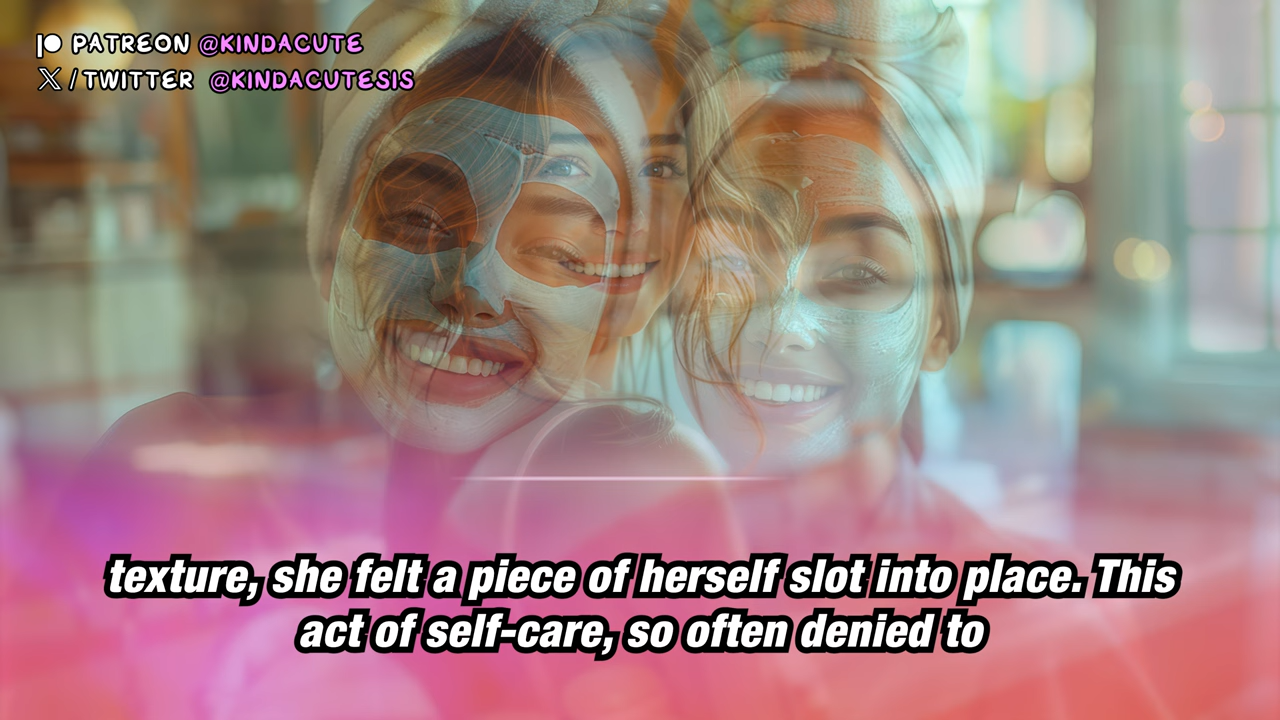 PATREON @KINDACUTE
X / TWITTER @KINDACUTESIS
texture, she felt a piece of herself slot into place. This
act of self-care, so often denied to